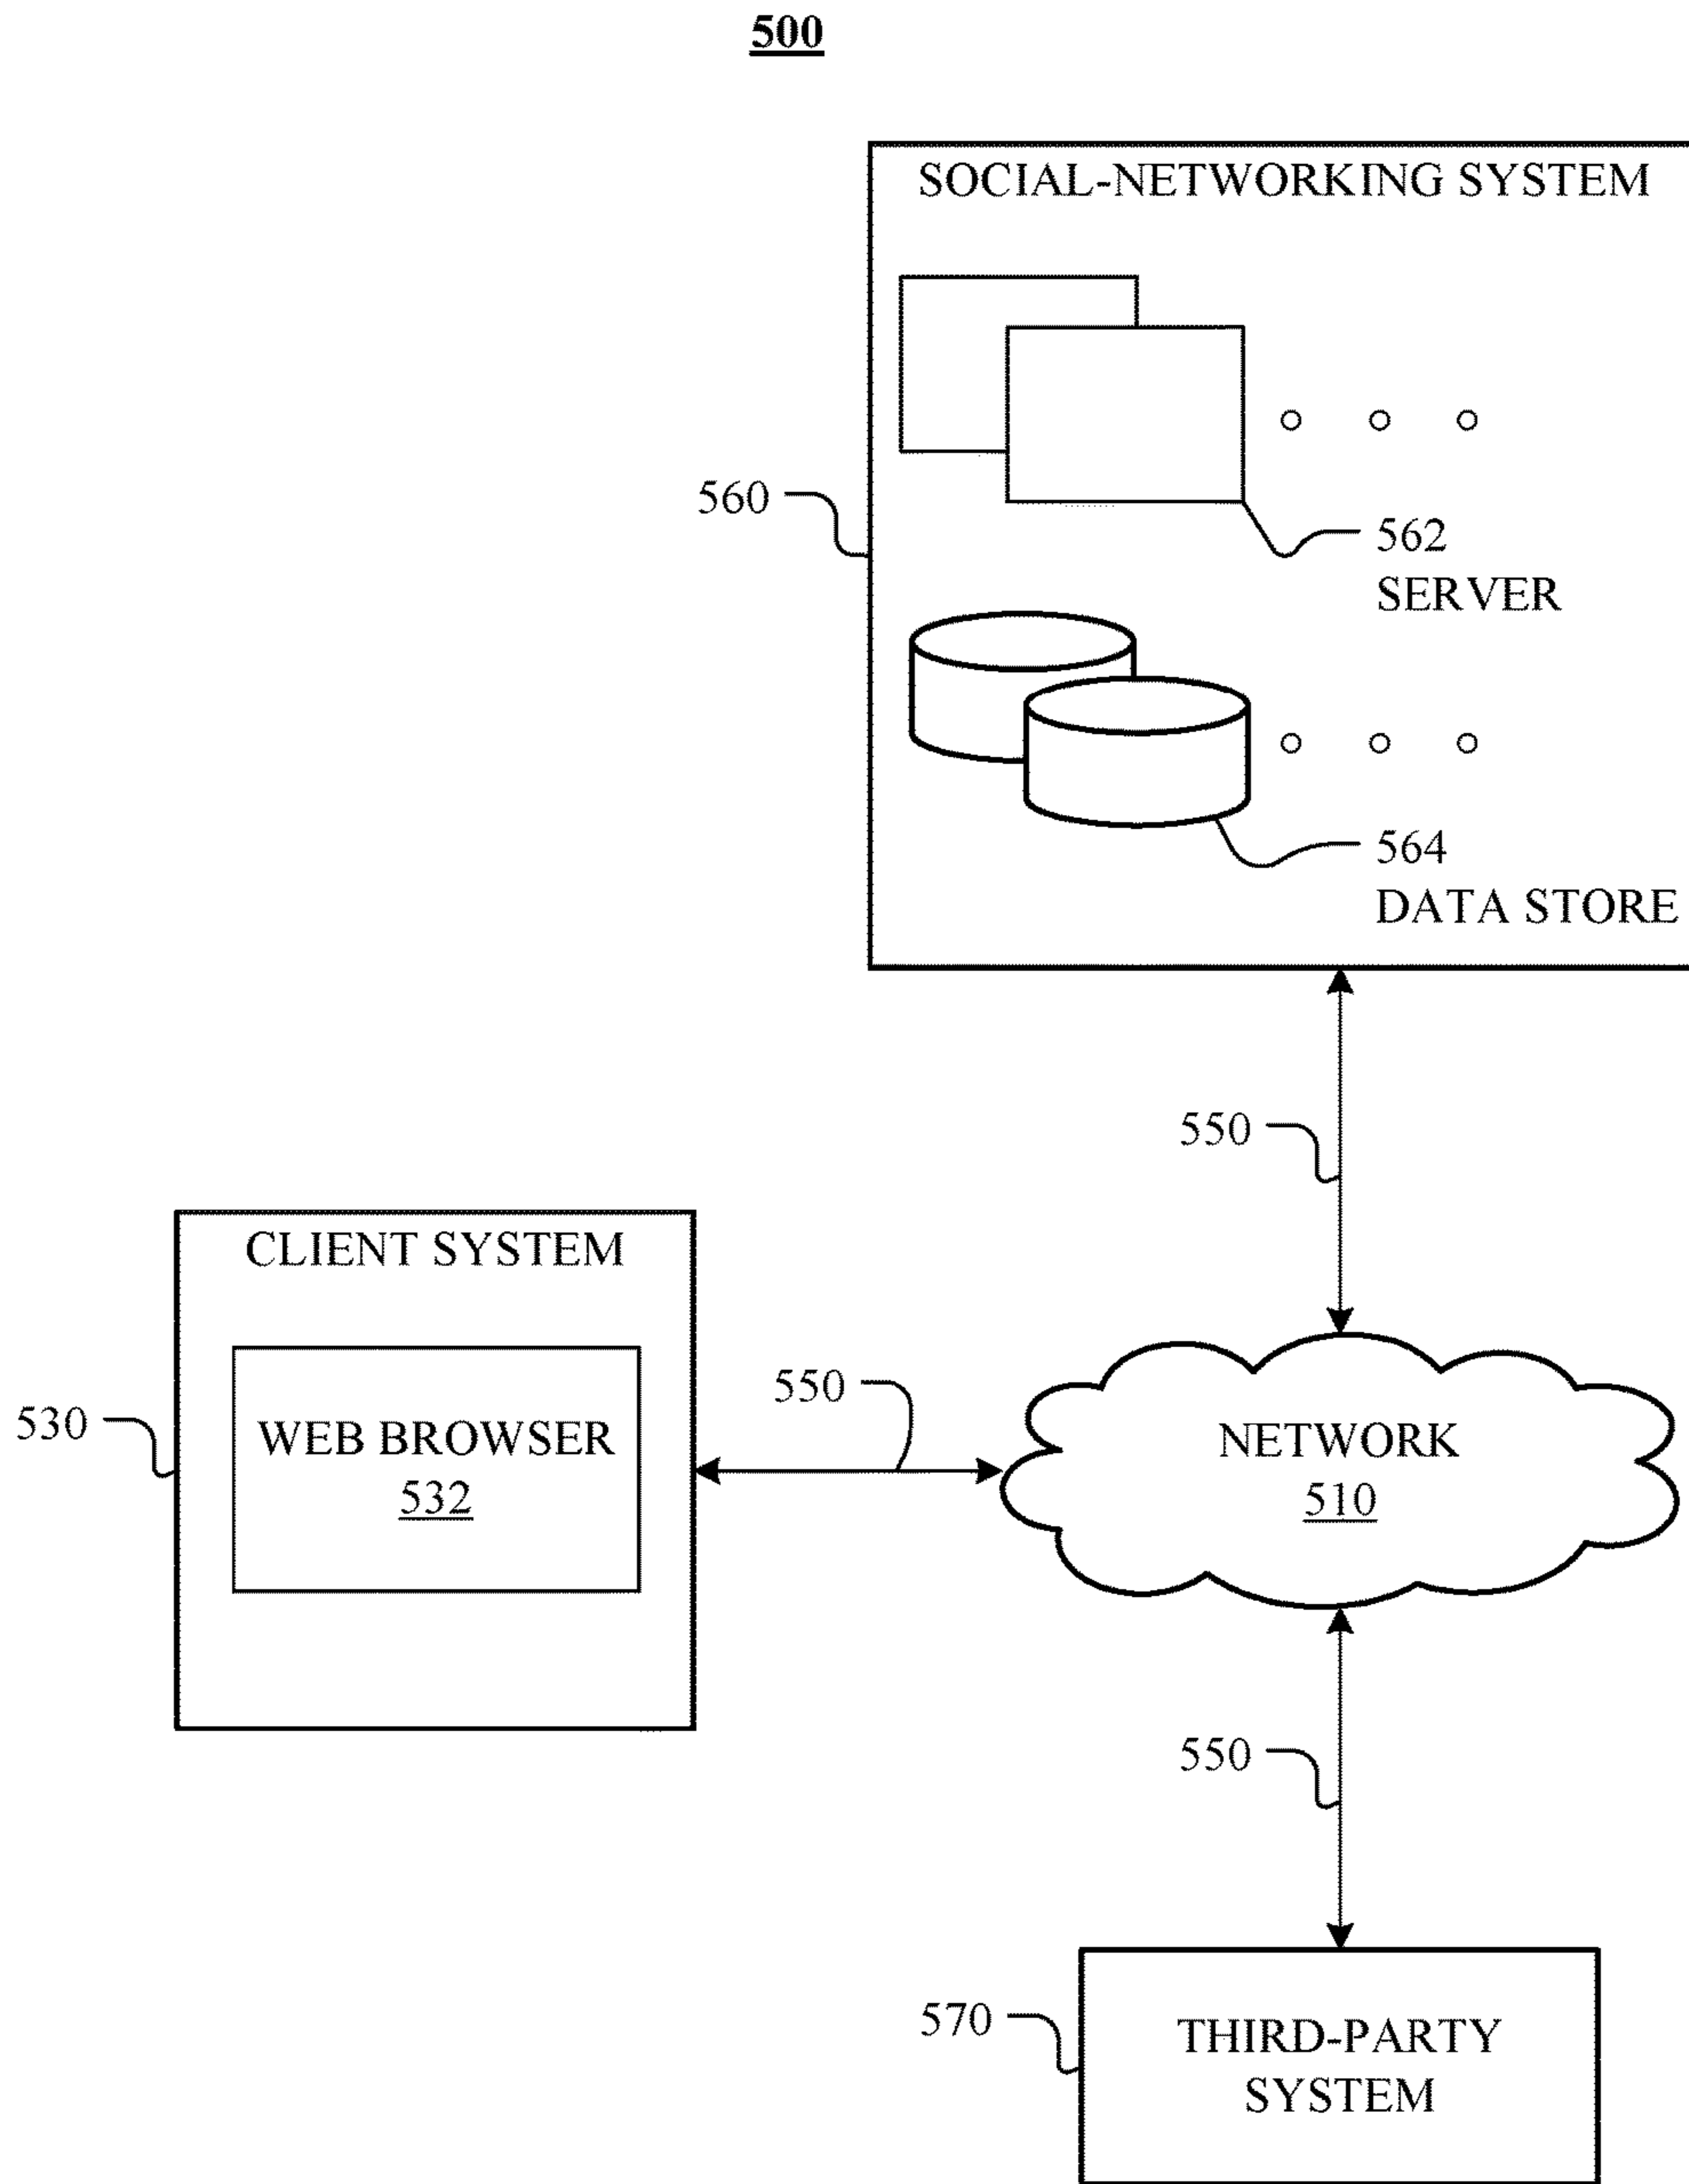 500
SOCIAL-NETWORKING SYSTEM
560
562
SERVER
564
DATA STORE
550
CLIENT SYSTEM
530
WEB BROWSER
532
550
NETWORK
510
550
570
THIRD-PARTY
SYSTEM